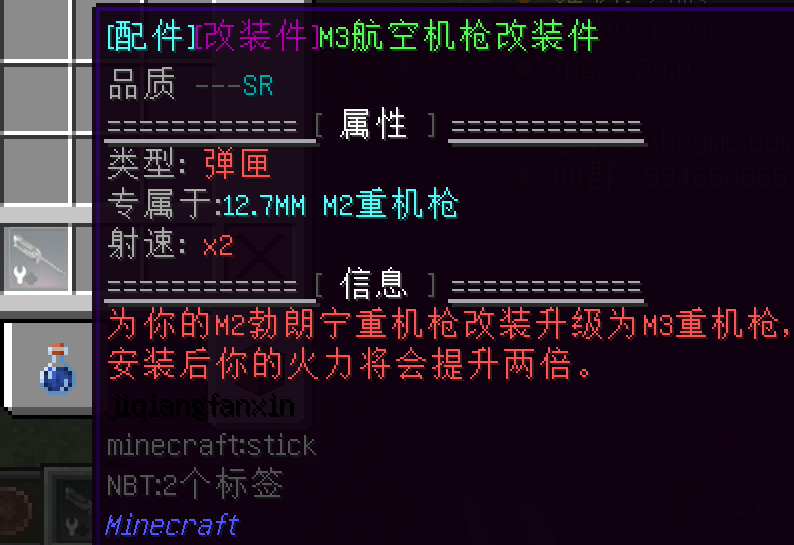 [配件][改装件]M3航空机枪改装件
品质 ---SR
============ [ 属性 ] ============
类型: 弹匣
专属于:12.7MM M2重机枪
射速: x2
============ [ 信息 ] ============
为你的M2勃朗宁重机枪改装升级为M3重机枪,
安装后你的火力将会提升两倍。
jiqiangfanxin
minecraft:stick
NBT:2个标签
Minecraft